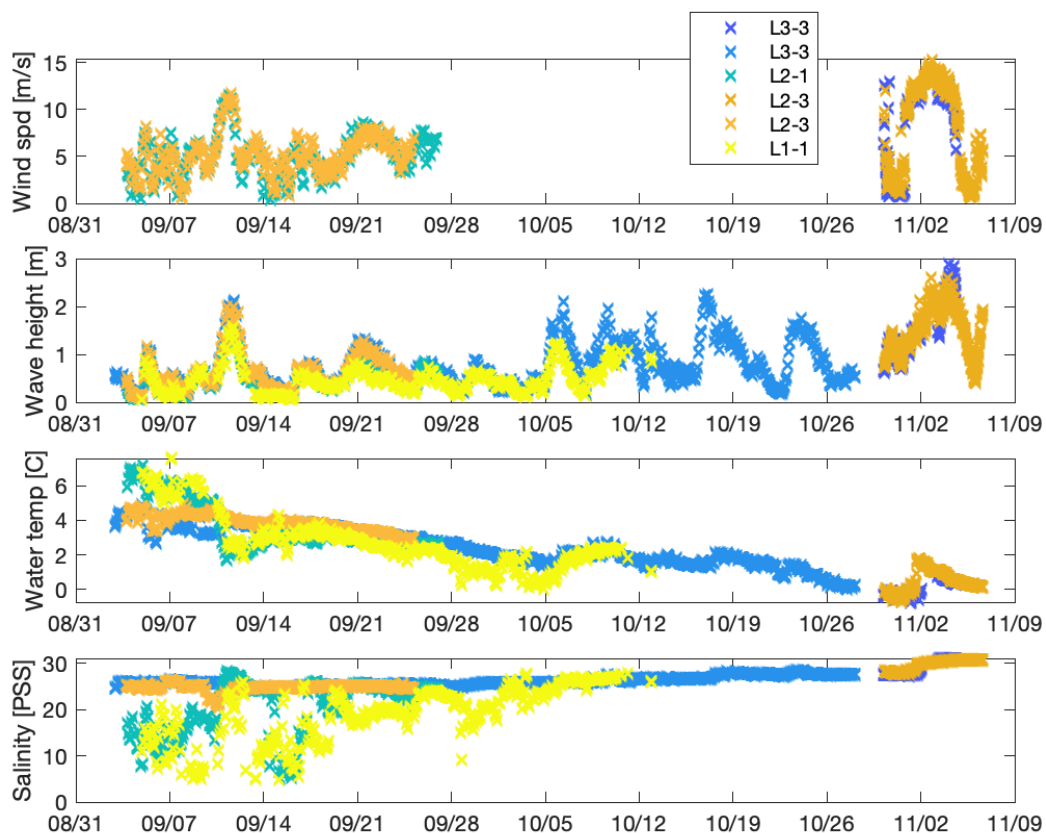 L3-3
L3-3
L2-1
L2-3
L2-3
L1-1
Wind spd [m/s]
15
10
5
0
08/31 09/07 09/14 09/21 09/28 10/05 10/12 10/19 10/26 11/02 11/09
Wave height [m]
3
2
1
0
08/31 09/07 09/14 09/21 09/28 10/05 10/12 10/19 10/26 11/02 11/09
Water temp [C]
6
4
2
0
08/31 09/07 09/14 09/21 09/28 10/05 10/12 10/19 10/26 11/02 11/09
Salinity [PSS]
30
20
10
0
08/31 09/07 09/14 09/21 09/28 10/05 10/12 10/19 10/26 11/02 11/09